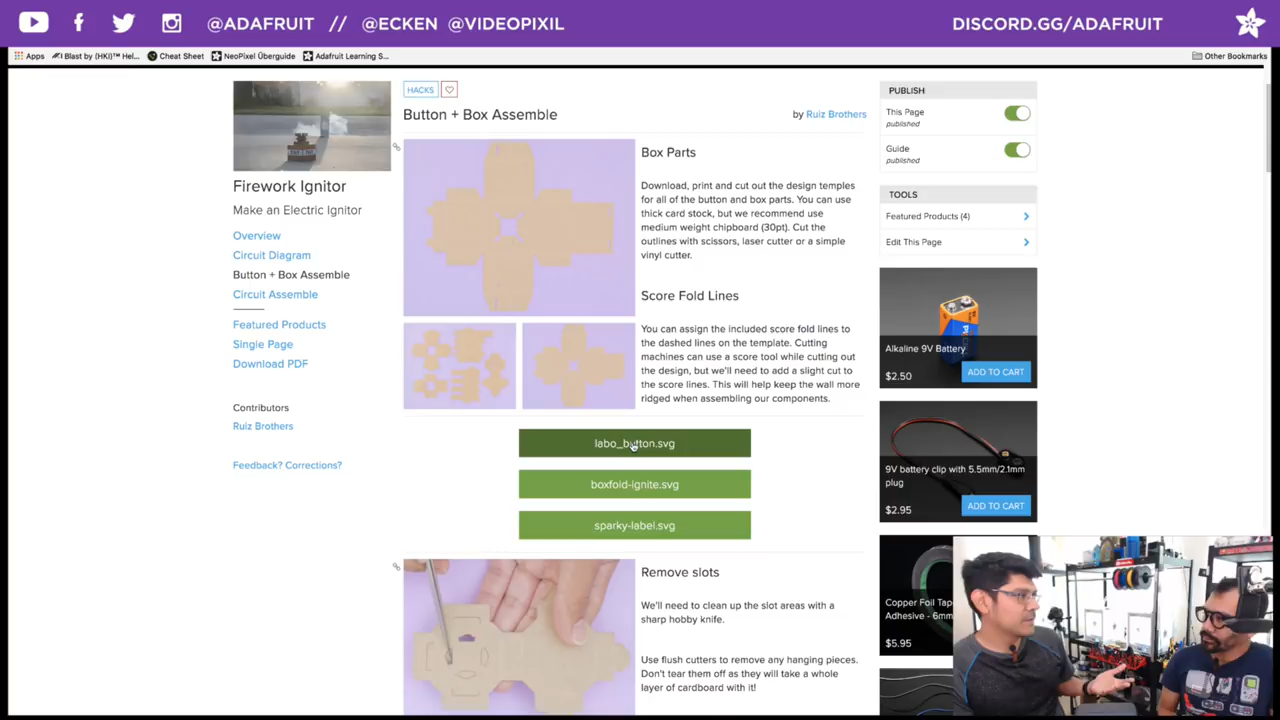 @ADAFRUIT // @ECKEN @VIDEOPIXIL
DISCORD.GG/ADAFRUIT
Apps
Blast by (HKI)™ Hel...
Cheat Sheet
NeoPixel Überguide
Adafruit Learning S...
Other Bookmarks
Firework Ignitor
Make an Electric Ignitor
Overview
Circuit Diagram
Button + Box Assemble
Circuit Assemble
Featured Products
Single Page
Download PDF
Contributors
Ruiz Brothers
Feedback? Corrections?
HACKS
Button + Box Assemble
by Ruiz Brothers
Box Parts
Download, print and cut out the design temples
for all of the button and box parts. You can use
thick card stock, but we recommend use
medium weight chipboard (30pt). Cut the
outlines with scissors, laser cutter or a simple
vinyl cutter.
Score Fold Lines
You can assign the included score fold lines to
the dashed lines on the template. Cutting
machines can use a score tool while cutting out
the design, but we'll need to add a slight cut to
the score lines. This will help keep the wall more
ridged when assembling our components.
labo_button.svg
boxfold-ignite.svg
sparky-label.svg
Remove slots
We'll need to clean up the slot areas with a
sharp hobby knife.
Use flush cutters to remove any hanging pieces.
Don't tear them off as they will take a whole
layer of cardboard with it!
PUBLISH
This Page
published
Guide
published
TOOLS
Featured Products (4)
Edit This Page
Alkaline 9V Battery
$2.50
ADD TO CART
9V battery clip with 5.5mm/2.1mm
plug
$2.95
ADD TO CART
Copper Foil Tap
Adhesive - 6mm
$5.95